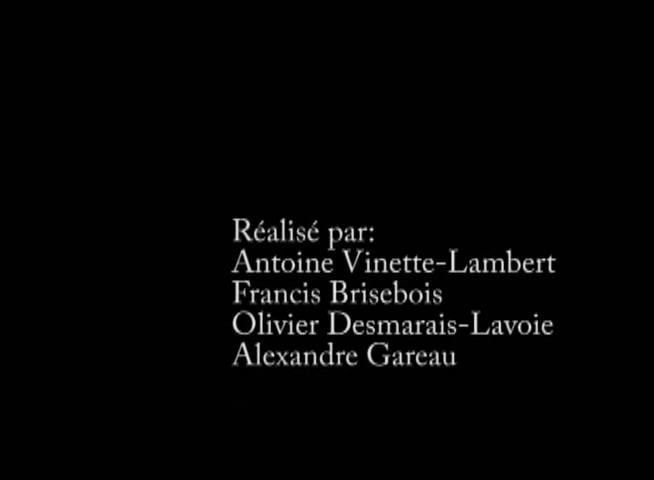 Réalisé par:
Antoine Vinette-Lambert
Francis Brisebois
Olivier Desmarais-Lavoie
Alexandre Gareau